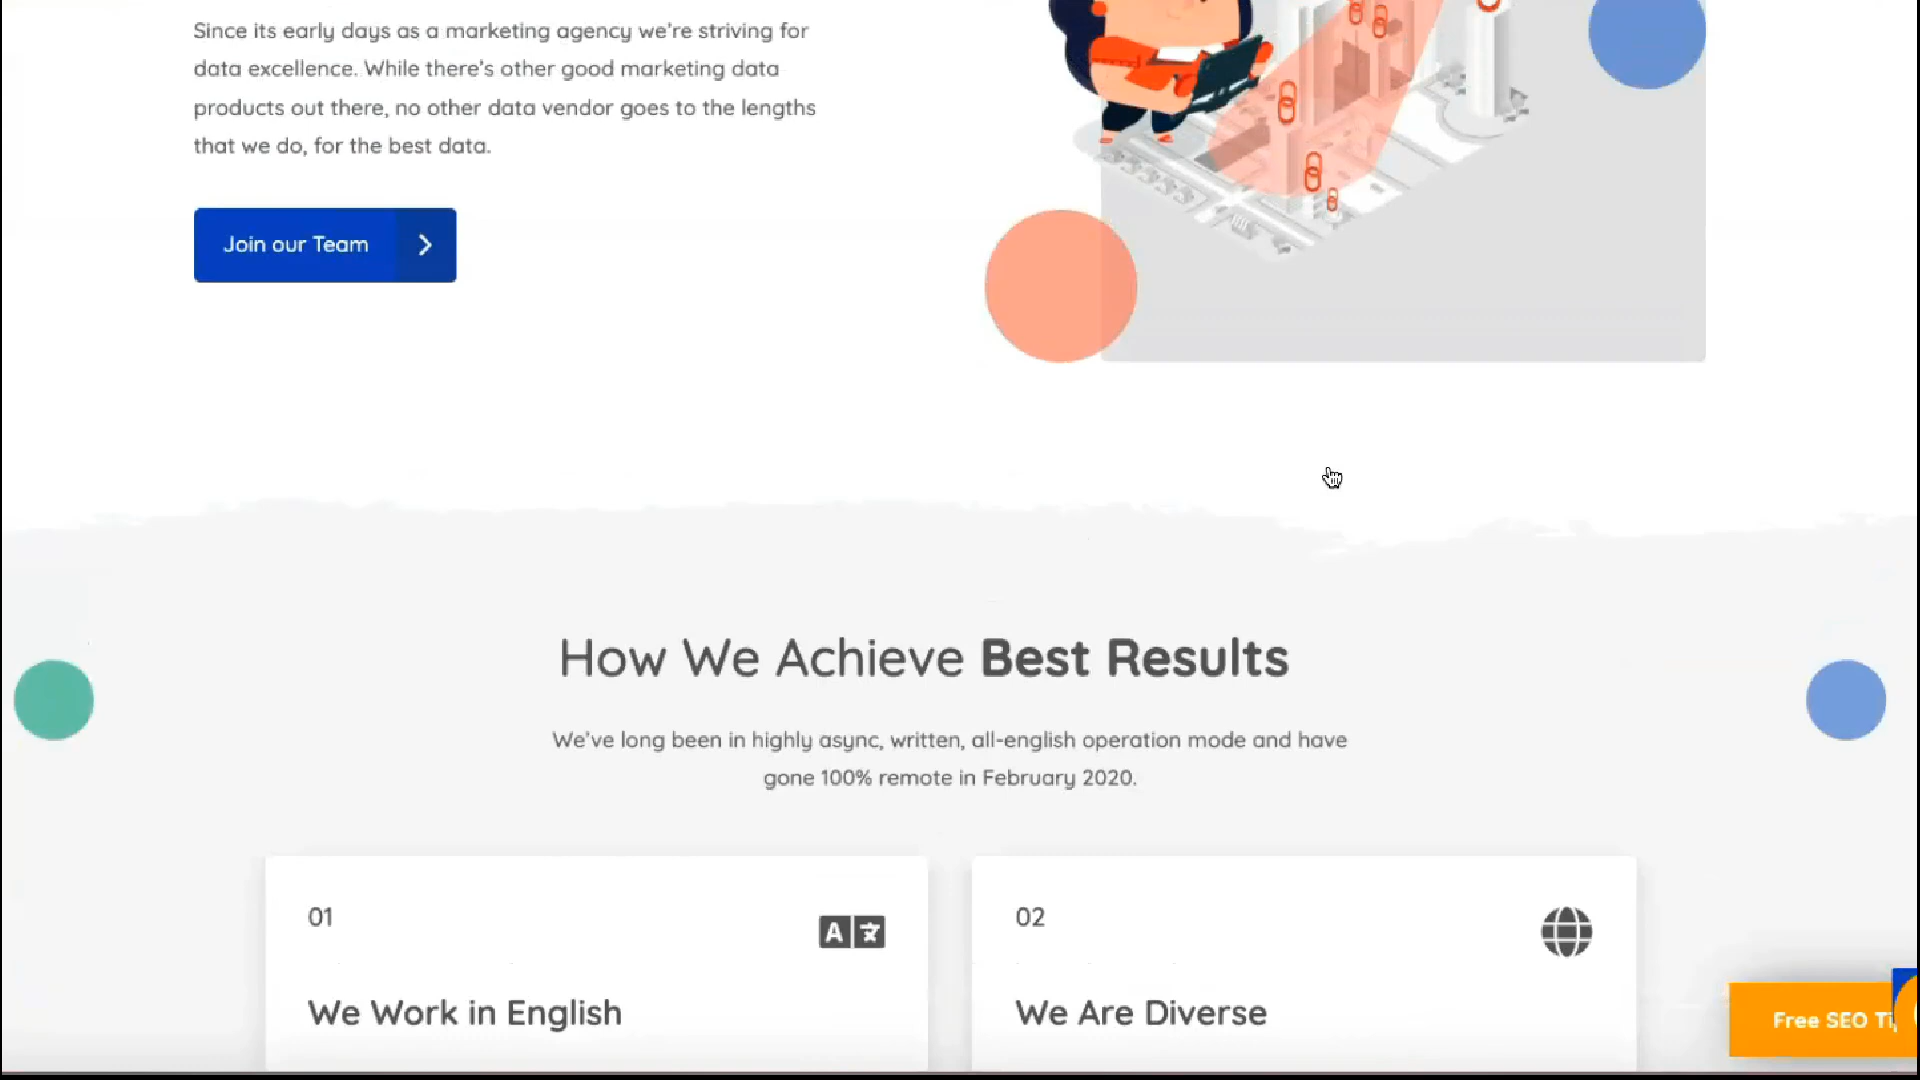 Since its early days as a marketing agency we're striving for
data excellence. While there's other good marketing data
products out there, no other data vendor goes to the lengths
that we do, for the best data.
Join our Team
How We Achieve Best Results
We've long been in highly async, written, all-english operation mode and have
gone 100% remote in February 2020.
01
A
02
We Work in English
We Are Diverse
Free SEO